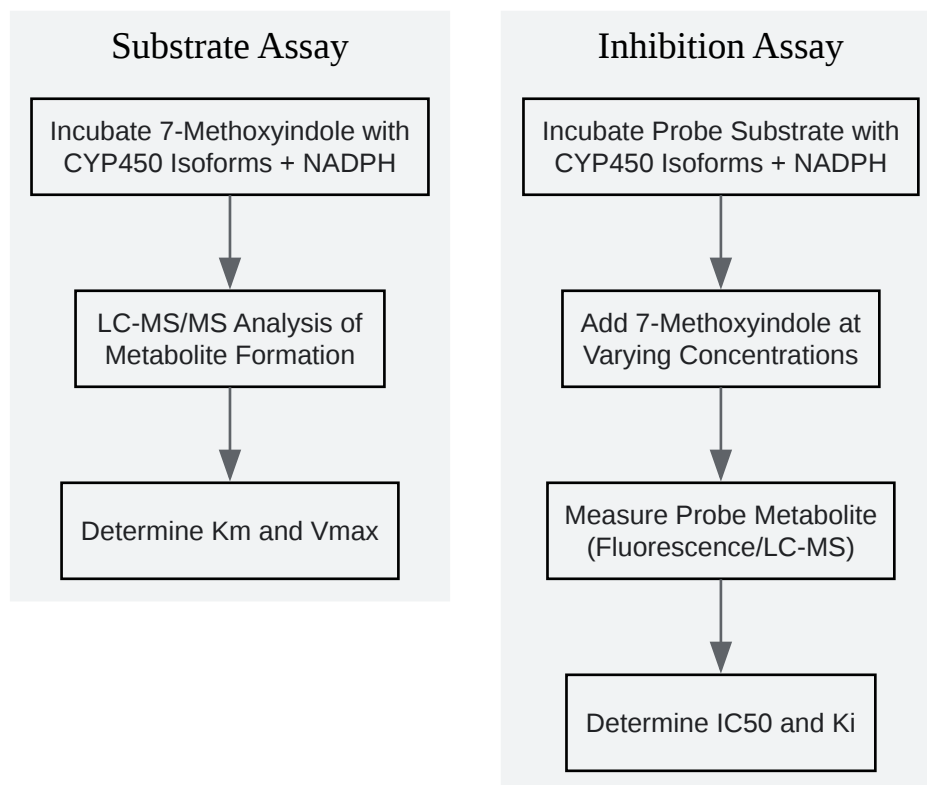 Substrate Assay
Incubate 7-Methoxyindole with
CYP450 Isoforms + NADPH
LC-MS/MS Analysis of
Metabolite Formation
Determine Km and Vmax
Inhibition Assay
Incubate Probe Substrate with
CYP450 Isoforms + NADPH
Add 7-Methoxyindole at
Varying Concentrations
Measure Probe Metabolite
(Fluorescence/LC-MS)
Determine IC50 and Ki